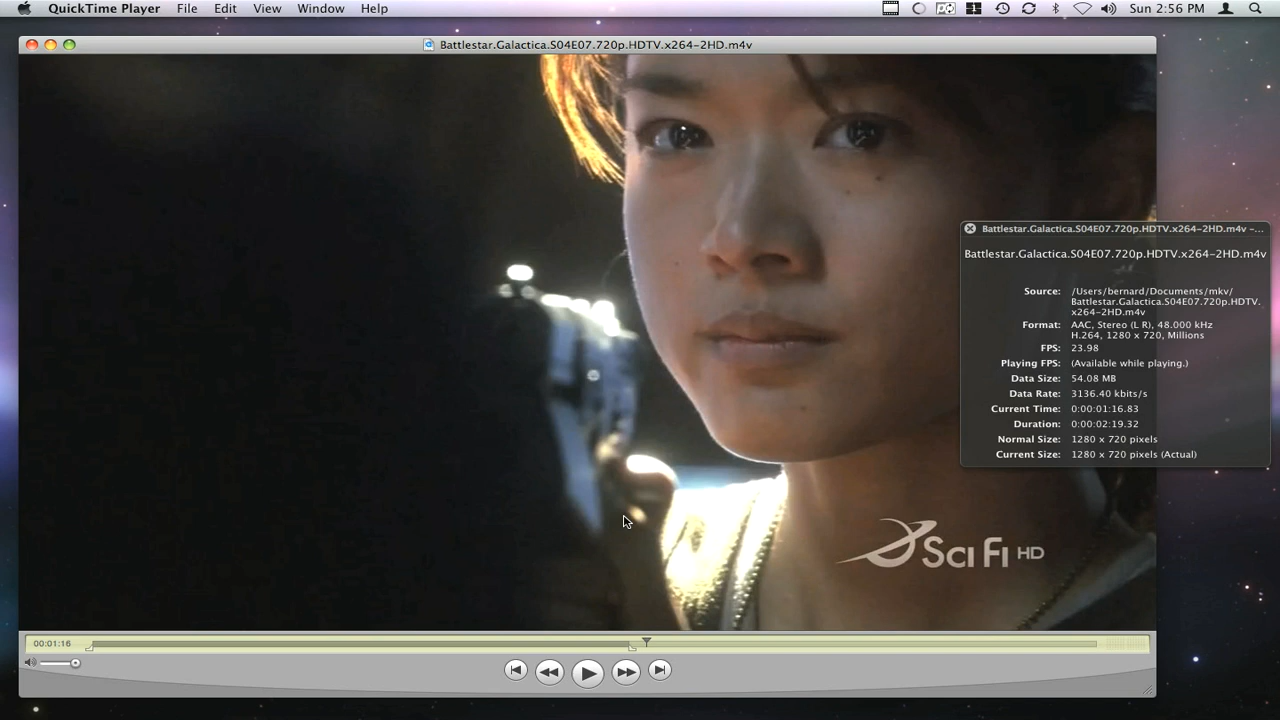 QuickTime Player File Edit View Window Help Sun 2:56 PM
Battlestar.Galactica.S04E07.720p.HDTV.x264-2HD.m4v
Battlestar.Galactica.S04E07.720p.HDTV.x264-2HD.m4v -...
Battlestar.Galactica.S04E07.720p.HDTV.x264-2HD.m4v
Source: /Users/bernard/Documents/mkv/
Battlestar.Galactica.S04E07.720p.HDTV.
x264-2HD.m4v
Format: AAC, Stereo (L R), 48.000 kHz
H.264, 1280 x 720, Millions
FPS: 23.98
Playing FPS: (Available while playing.)
Data Size: 54.08 MB
Data Rate: 3136.40 kbits/s
Current Time: 0:00:01:16.83
Duration: 0:00:02:19.32
Normal Size: 1280 x 720 pixels
Current Size: 1280 x 720 pixels (Actual)
SCI FI HD
00:01:16